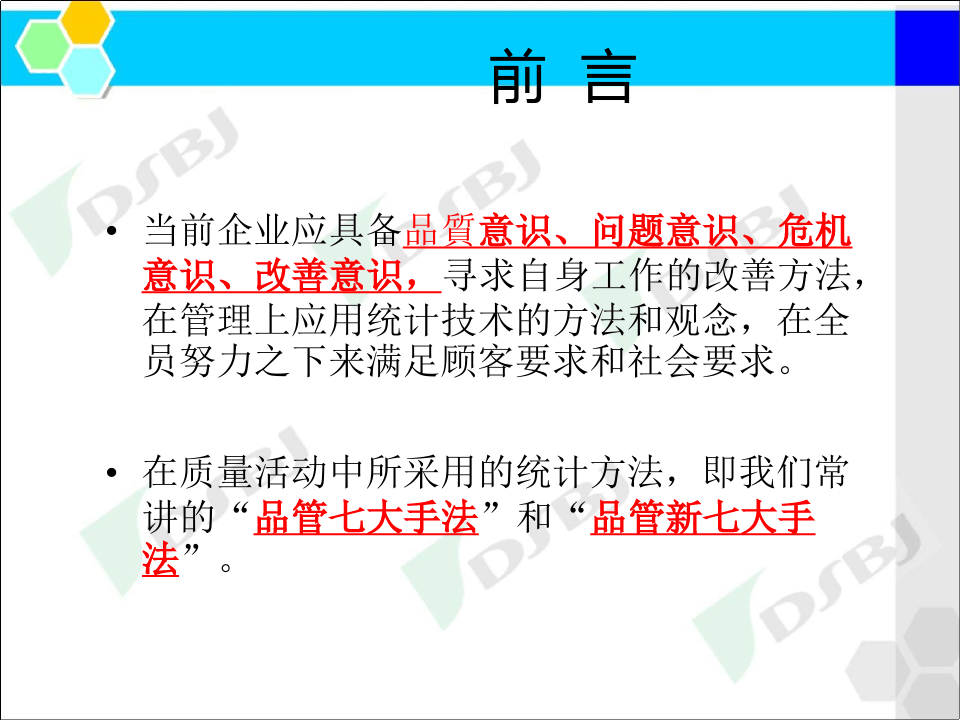 前 言
• 当前企业应具备品質意识、问题意识、危机
意识、改善意识，寻求自身工作的改善方法，
在管理上应用统计技术的方法和观念，在全
员努力之下来满足顾客要求和社会要求。
• 在质量活动中所采用的统计方法，即我们常
讲的“品管七大手法”和“品管新七大手
法”。
DSBJ
DSBJ
DSBJ
DSBJ
DSBJ
DSBJ